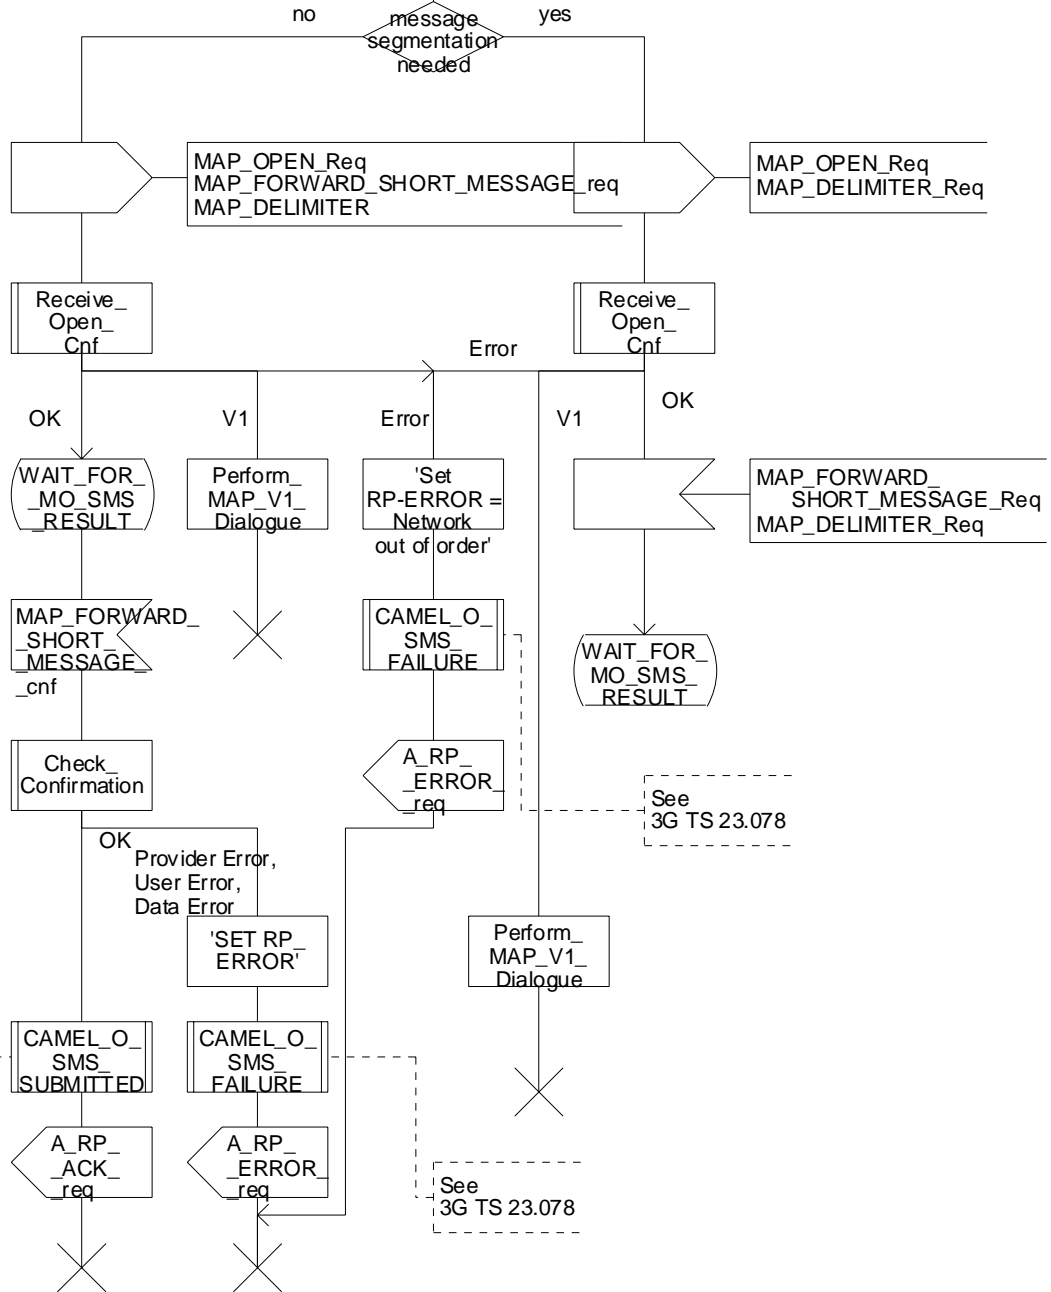 no
message
segmentation
needed
yes
MAP_OPEN_Req
MAP_FORWARD_SHORT_MESSAGE_req
MAP_DELIMITER
MAP_OPEN_Req
MAP_DELIMITER_Req
Receive_
Open_
Cnf
Receive_
Open_
Cnf
Error
OK
V1
Error
V1
OK
WAIT_FOR_
_MO_SMS
_RESULT
Perform_
_MAP_V1_
_Dialogue
'Set
RP-ERROR =
Network
out of order'
MAP_FORWARD_
SHORT_MESSAGE_Req
MAP_DELIMITER_Req
MAP_FORWARD_
_SHORT_
_MESSAGE_
_cnf
CAMEL_O_
SMS_
FAILURE
WAIT_FOR_
MO_SMS_
RESULT
Check_
Confirmation
A_RP_
_ERROR_
_req
See
3G TS 23.078
OK
Provider Error,
User Error,
Data Error
'SET RP_
ERROR'
Perform_
MAP_V1_
Dialogue
CAMEL_O_
SMS_
SUBMITTED
CAMEL_O_
SMS_
FAILURE
A_RP_
_ACK_
_req
A_RP_
_ERROR_
_req
See
3G TS 23.078